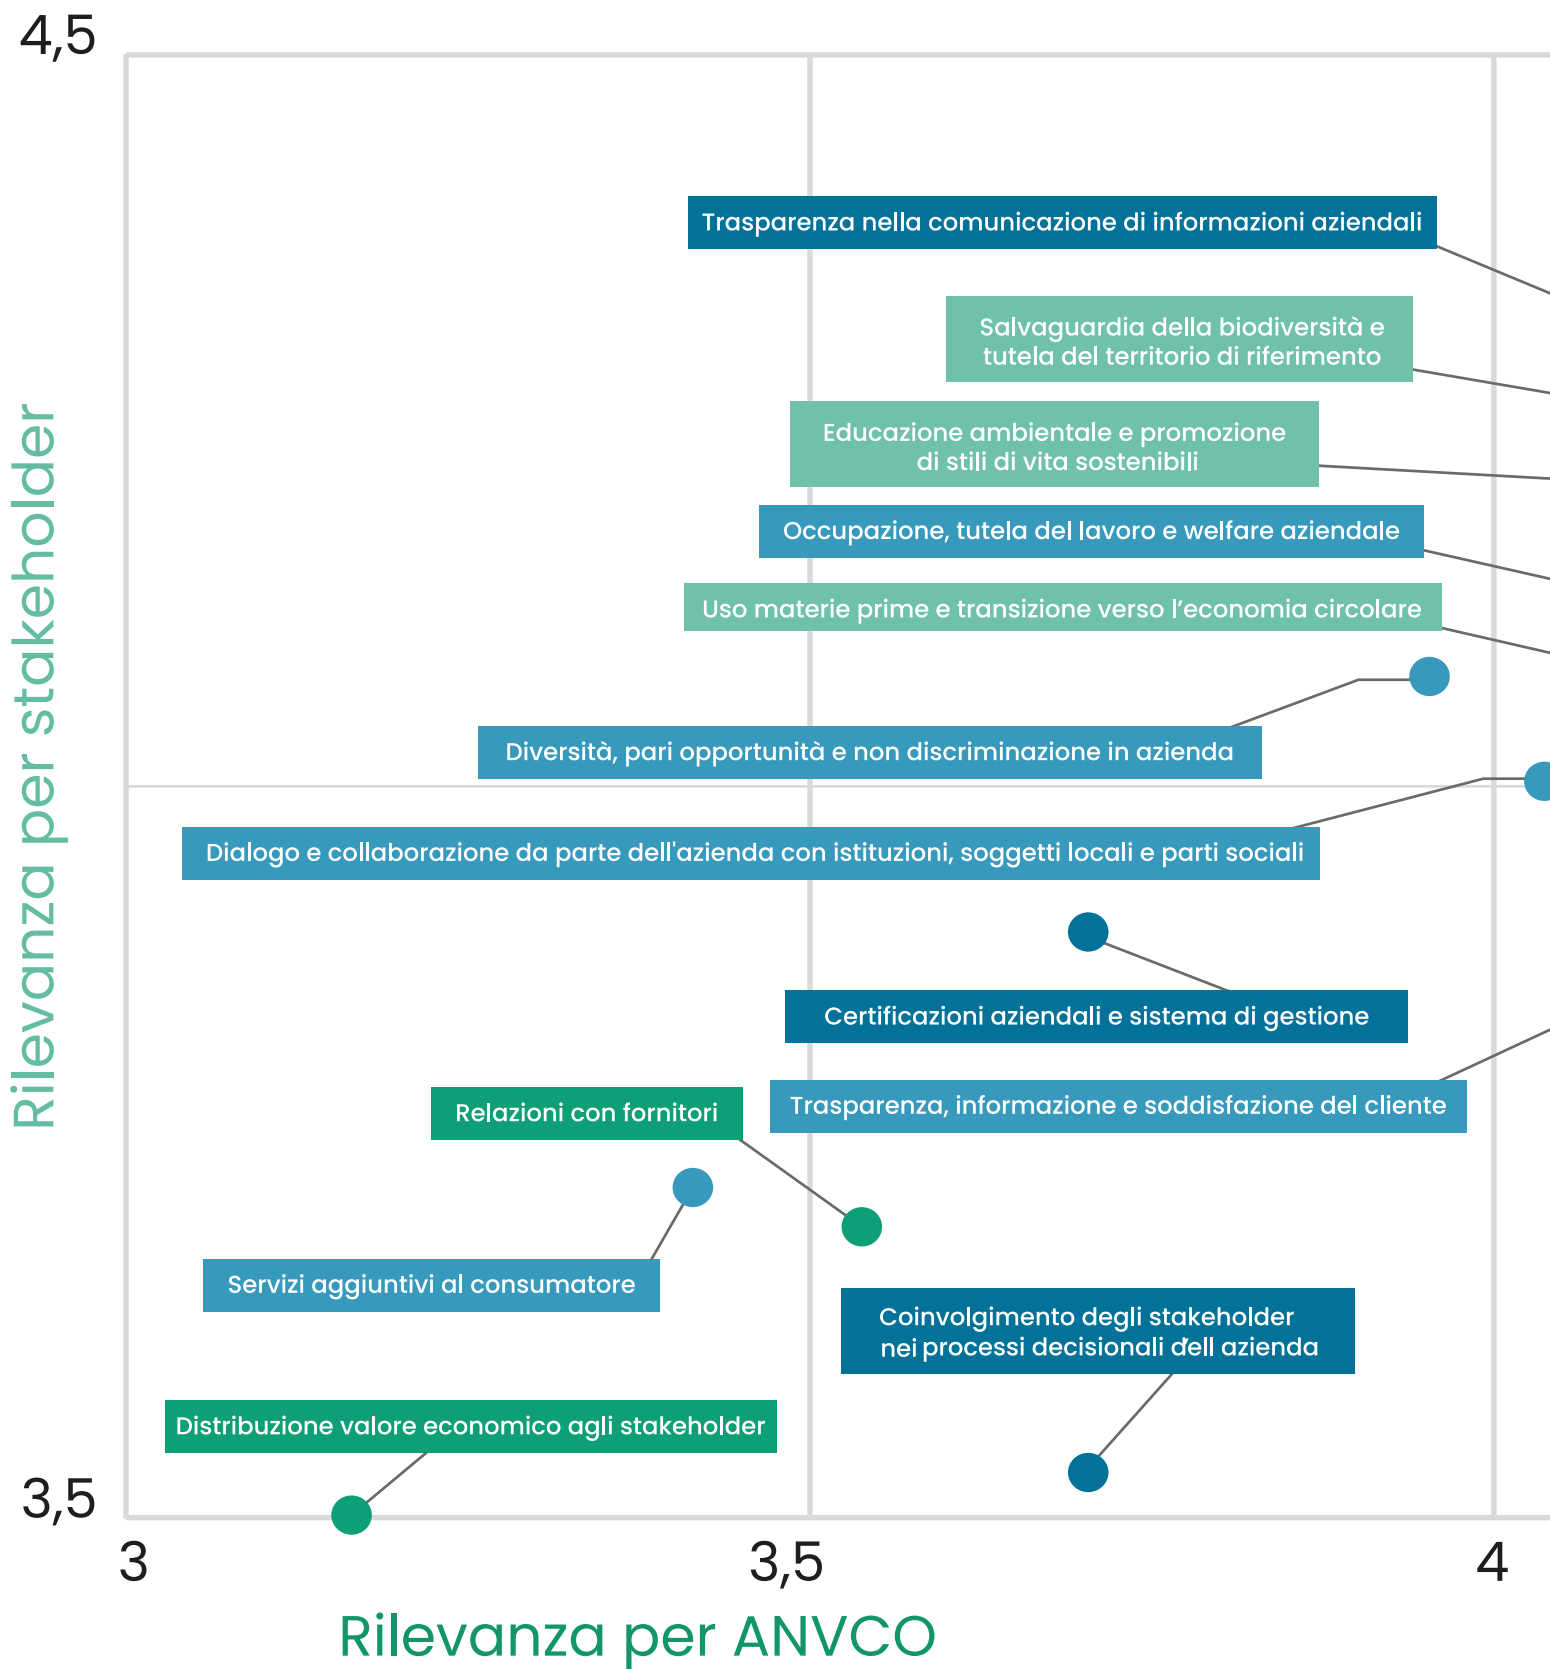 4,5
Trasparenza nella comunicazione di informazioni aziendali
Salvaguardia della biodiversità e
tutela del territorio di riferimento
Educazione ambientale e promozione
di stili di vita sostenibili
Occupazione, tutela del lavoro e welfare aziendale
Uso materie prime e transizione verso l'economia circolare
Diversità, pari opportunità e non discriminazione in azienda
Dialogo e collaborazione da parte dell'azienda con istituzioni, soggetti locali e parti sociali
Certificazioni aziendali e sistema di gestione
Trasparenza, informazione e soddisfazione del cliente
Relazioni con fornitori
Servizi aggiuntivi al consumatore
Coinvolgimento degli stakeholder
nei processi decisionali d'ell azienda
Distribuzione valore economico agli stakeholder
Rilevanza per stakeholder
3,5
3
3,5
4
Rilevanza per ANVCO